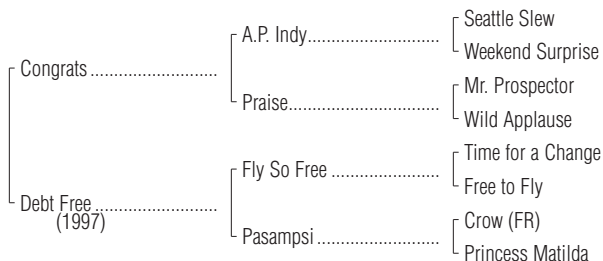 Seattle Slew
A.P. Indy..............................
Weekend Surprise
Congrats .............................
Mr. Prospector
Praise........................................
Wild Applause
Time for a Change
Fly So Free .........................
Free to Fly
Debt Free ............................
(1997)
Crow (FR)
Pasampsi ............................
Princess Matilda